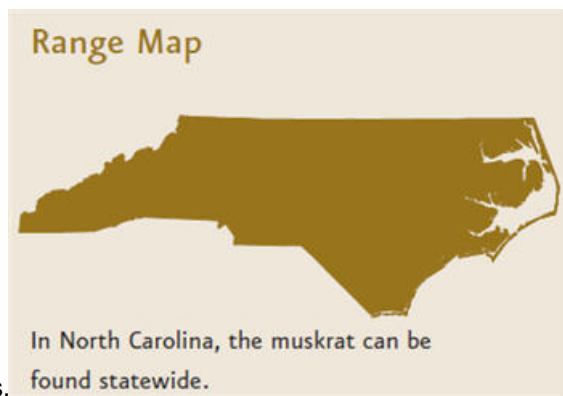 Range Map
In North Carolina, the muskrat can be
s. found statewide.